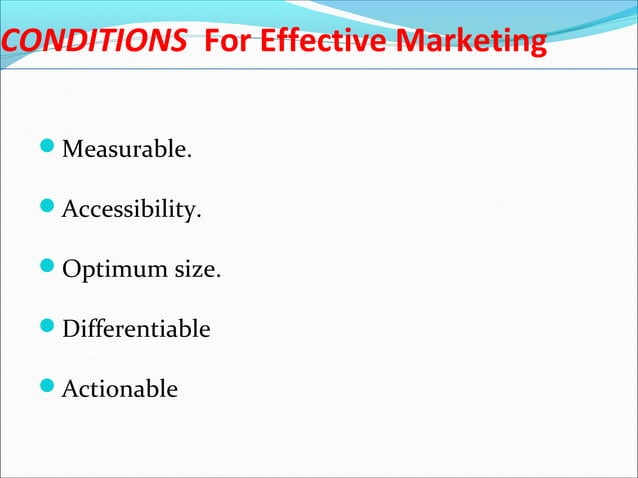 CONDITIONS For Effective Marketing
Measurable.
Accessibility.
Optimum size.
Differentiable
Actionable